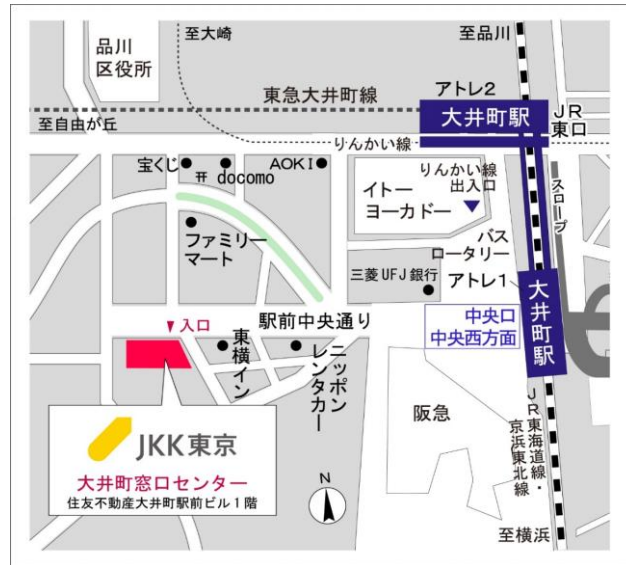 至大崎
至品川
品川
区役所
アトレ2
東急大井町線
大井町駅
JR
東口
至自由が丘
りんかい線
宝くじ
docomo
AOKI
りんかい線
出入口
イトー
ヨーカドー
スロープ
ファミリー
マート
バス
ロータリー
三菱UFJ銀行
アトレ1
大井町駅
入口
駅前中央通り
中央口
中央西方面
東横イン
ニッポン
レンタカー
阪急
JR東海道線・
京浜東北線
JKK東京
大井町窓口センター
住友不動産大井町駅前ビル1階
N
至横浜